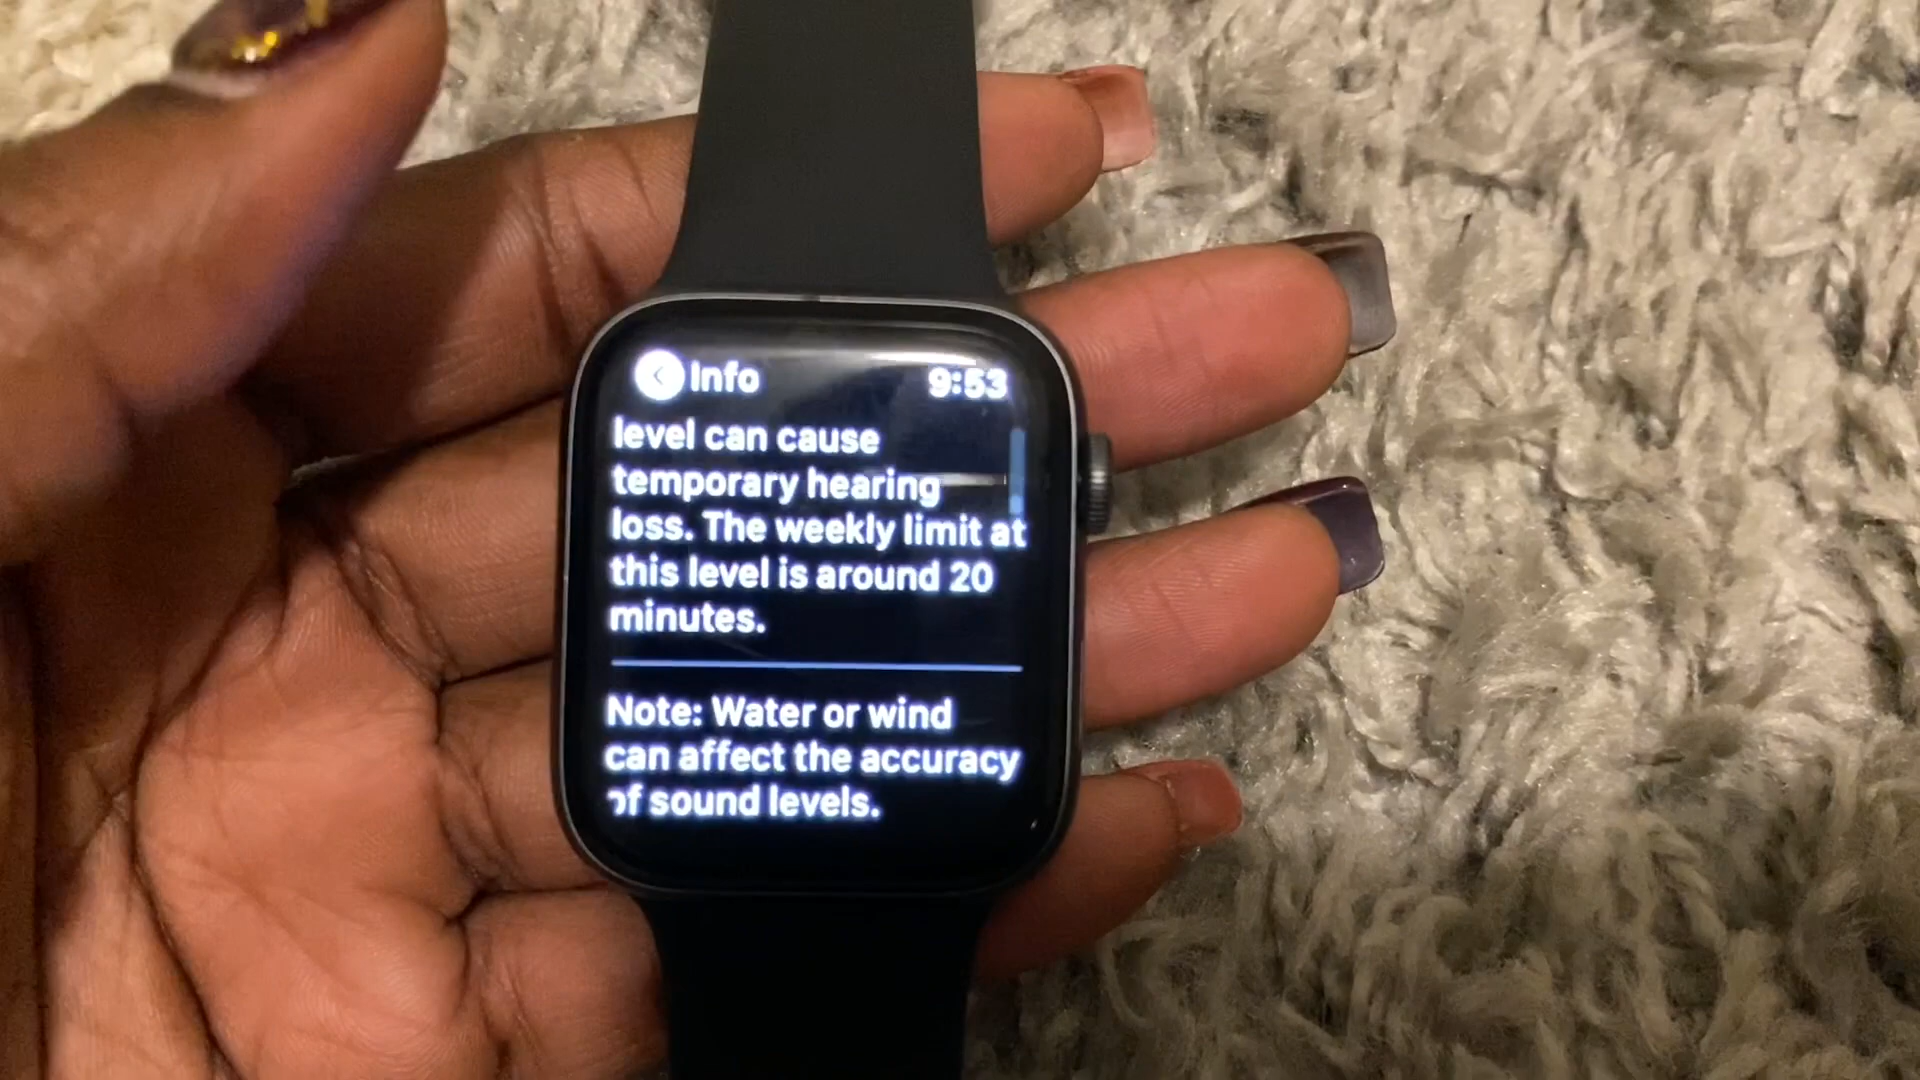 Info 9:53
level can cause
temporary hearing
loss. The weekly limit at
this level is around 20
minutes.
Note: Water or wind
can affect the accuracy
of sound levels.